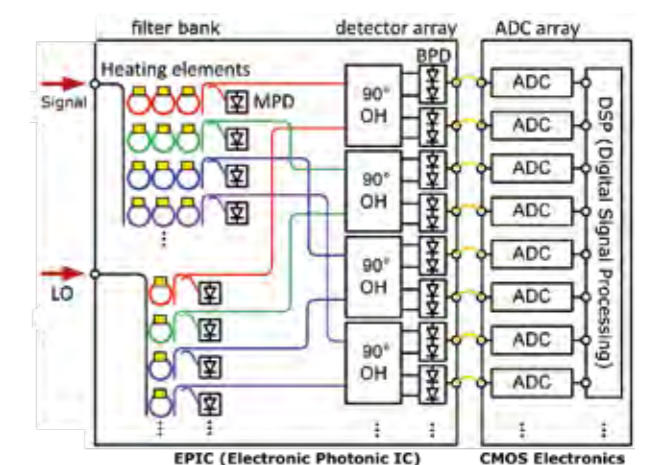 filter bank
detector array
ADC array
Heating elements
BPD
Signal
MPD
90°
OH
ADC
ADC
90°
OH
ADC
ADC
LO
90°
OH
ADC
ADC
90°
OH
ADC
ADC
DSP (Digital Signal Processing)
EPIC (Electronic Photonic IC)
CMOS Electronics